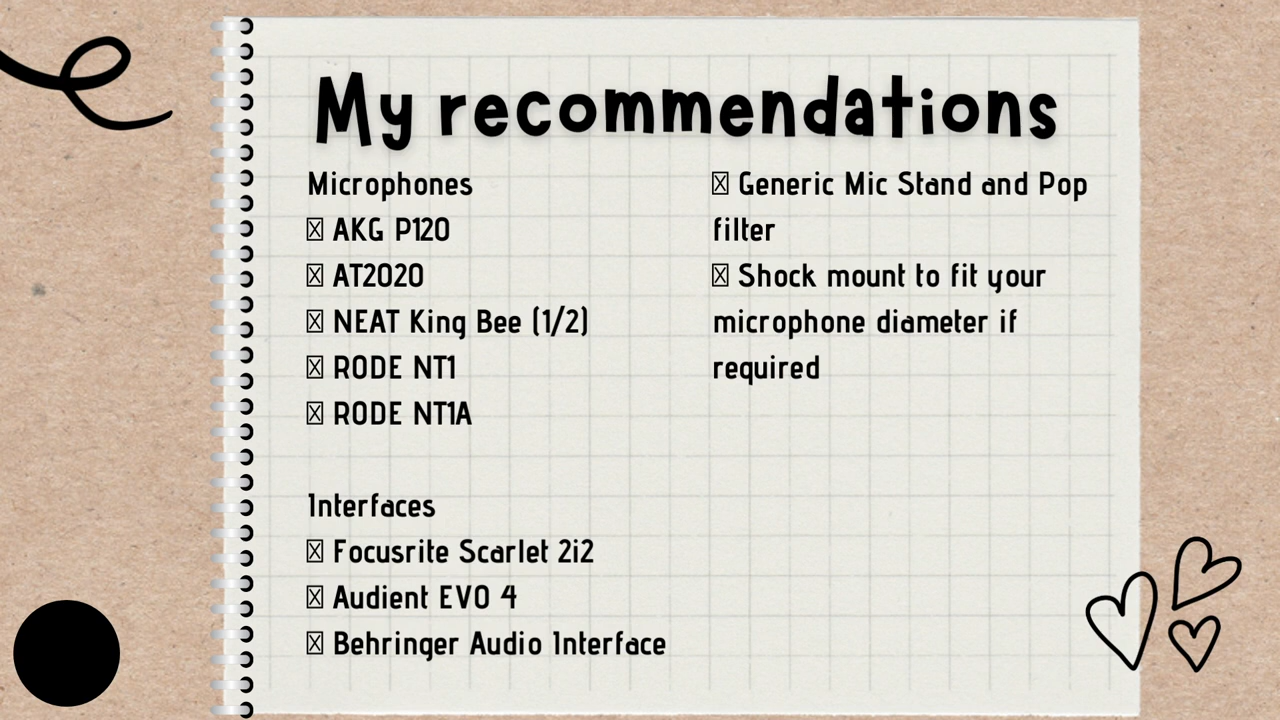 My recommendations
Microphones
☒ AKG P120
☒ AT2020
☒ NEAT King Bee (1/2)
☒ RODE NT1
☒ RODE NT1A
Interfaces
☒ Focusrite Scarlet 2i2
☒ Audient EVO 4
☒ Behringer Audio Interface
☒ Generic Mic Stand and Pop
filter
☒ Shock mount to fit your
microphone diameter if
required